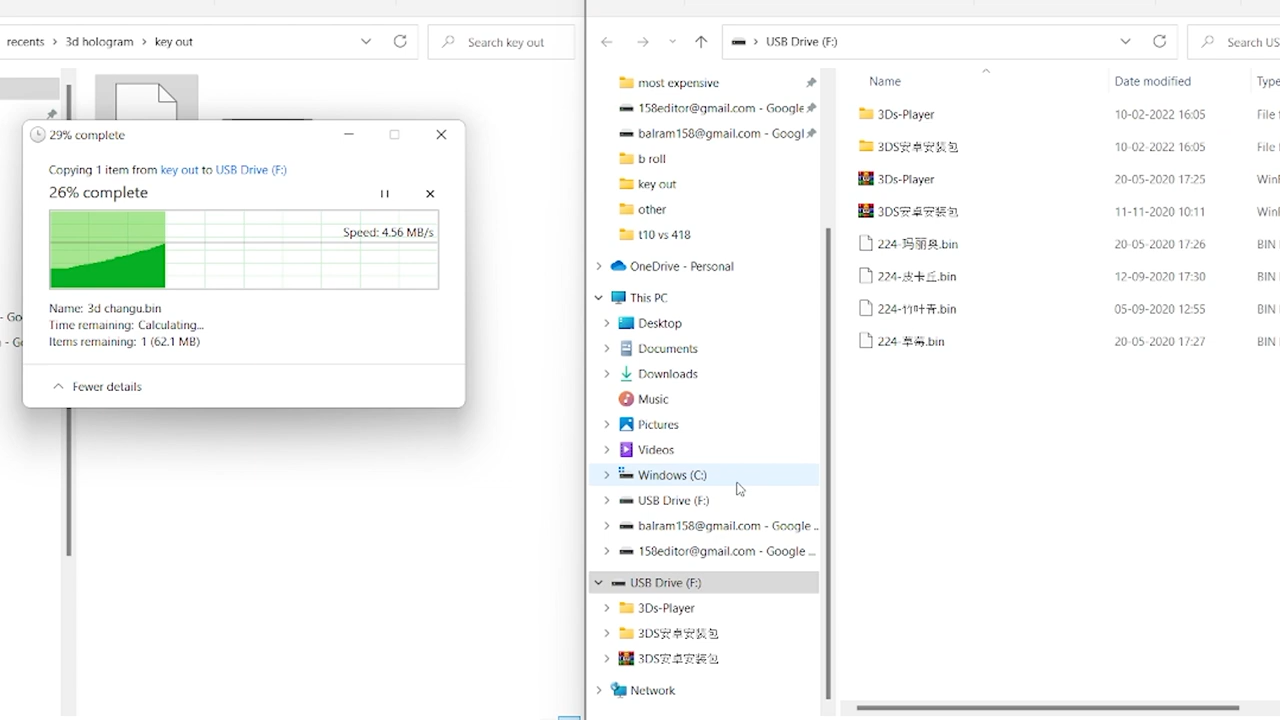 recents > 3d hologram > key out
Search key out
29% complete
Copying 1 item from key out to USB Drive (F:)
26% complete
Speed: 4.56 MB/s
Name: 3d changu.bin
Time remaining: Calculating...
Items remaining: 1 (62.1 MB)
Fewer details
- Go
- Go
USB Drive (F:)
Search US
most expensive
158editor@gmail.com - Google
balram158@gmail.com - Googl
b roll
key out
other
t10 vs 418
OneDrive - Personal
This PC
Desktop
Documents
Downloads
Music
Pictures
Videos
Windows (C:)
USB Drive (F:)
balram158@gmail.com - Google ...
158editor@gmail.com - Google ...
USB Drive (F:)
3Ds-Player
3DS安卓安装包
3DS安卓安装包
Network
Name Date modified Type
3Ds-Player 10-02-2022 16:05 File f
3DS安卓安装包 10-02-2022 16:05 File f
3Ds-Player 20-05-2020 17:25 WinF
3DS安卓安装包 11-11-2020 10:11 WinF
224-玛丽奥.bin 20-05-2020 17:26 BIN F
224-皮卡丘.bin 12-09-2020 17:30 BIN F
224-竹叶青.bin 05-09-2020 12:55 BIN F
224-草莓.bin 20-05-2020 17:27 BIN F